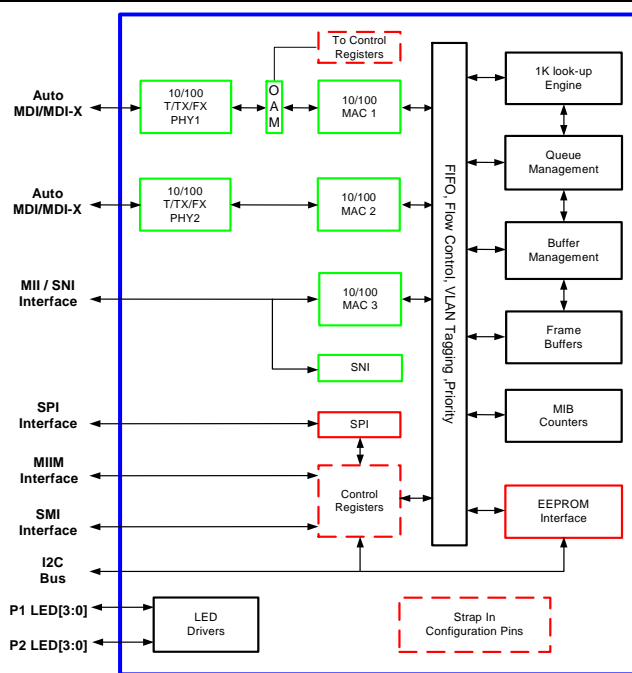 To Control
Registers
1K look-up
Engine
Auto
MDI/MDI-X
10/100
T/TX/FX
PHY1
O
A
M
10/100
MAC 1
FIFO, Flow Control, VLAN Tagging ,Priority
Queue
Management
Auto
MDI/MDI-X
10/100
T/TX/FX
PHY2
10/100
MAC 2
Buffer
Management
MII / SNI
Interface
10/100
MAC 3
Frame
Buffers
SNI
SPI
Interface
SPI
MIB
Counters
MIIM
Interface
Control
Registers
EEPROM
Interface
SMI
Interface
I2C
Bus
P1 LED[3:0]
LED
Drivers
Strap In
Configuration Pins
P2 LED[3:0]